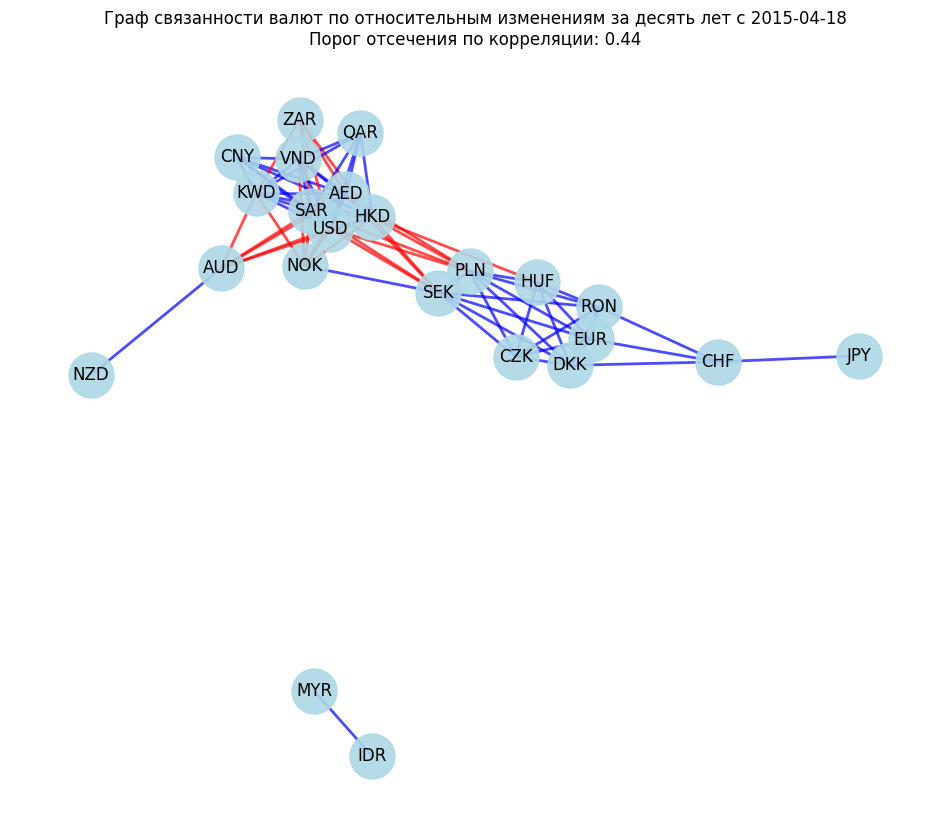 Граф связанности валют по относительным изменениям за десять лет с 2015-04-18
Порог отсечения по корреляции: 0.44
ZAR
QAR
CNY
VND
KWD
AED
SAR
HKD
USD
AUD
NOK
PLN
HUF
SEK
RON
EUR
CZK
DKK
CHF
JPY
NZD
MYR
IDR